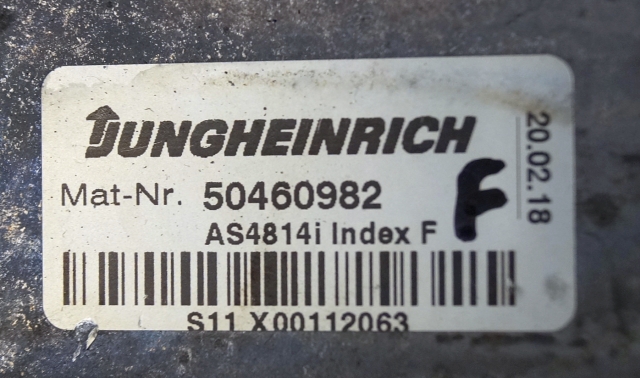 JUNGHEINRICH
Mat-Nr. 50460982
AS4814i Index F
F
20.02.18
S11 X00112063